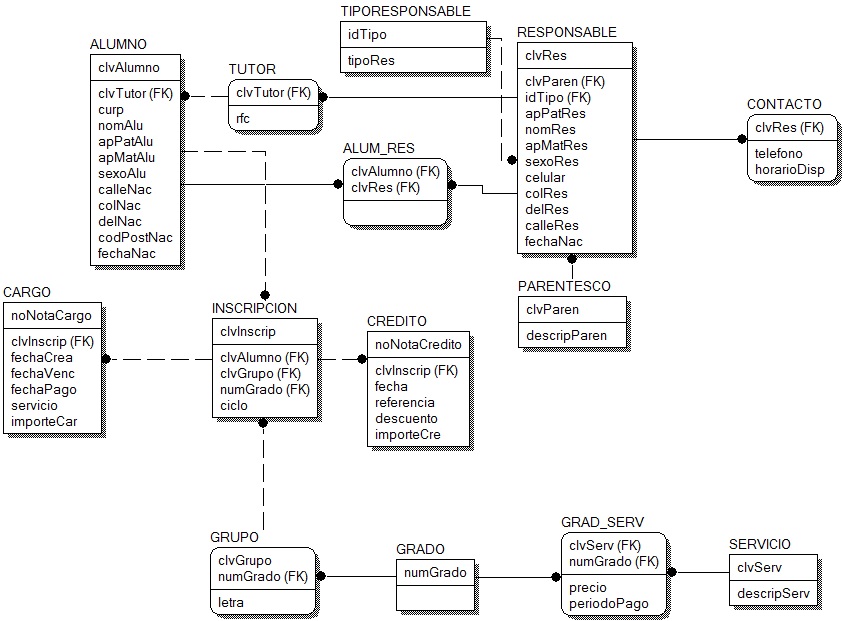 TIPORESPONSABLE
idTipo
tipoRes
RESPONSABLE
clvRes
clvParen (FK)
idTipo (FK)
apPatRes
nomRes
apMatRes
sexoRes
celular
colRes
delRes
calleRes
fechaNac
ALUMNO
clvAlumno
clvTutor (FK)
curp
nomAlu
apPatAlu
apMatAlu
sexoAlu
calleNac
colNac
delNac
codPostNac
fechaNac
TUTOR
clvTutor (FK)
rfc
CONTACTO
clvRes (FK)
telefono
horarioDisp
ALUM_RES
clvAlumno (FK)
clvRes (FK)
PARENTESCO
clvParen
descripParen
CARGO
noNotaCargo
clvInscrip (FK)
fechaCrea
fechaVenc
fechaPago
servicio
importeCar
INSCRIPCION
clvInscrip
clvAlumno (FK)
clvGrupo (FK)
numGrado (FK)
ciclo
CREDITO
noNotaCredito
clvInscrip (FK)
fecha
referencia
descuento
importeCre
GRUPO
clvGrupo
numGrado (FK)
letra
GRADO
numGrado
GRAD_SERV
clvServ (FK)
numGrado (FK)
precio
periodoPago
SERVICIO
clvServ
descripServ